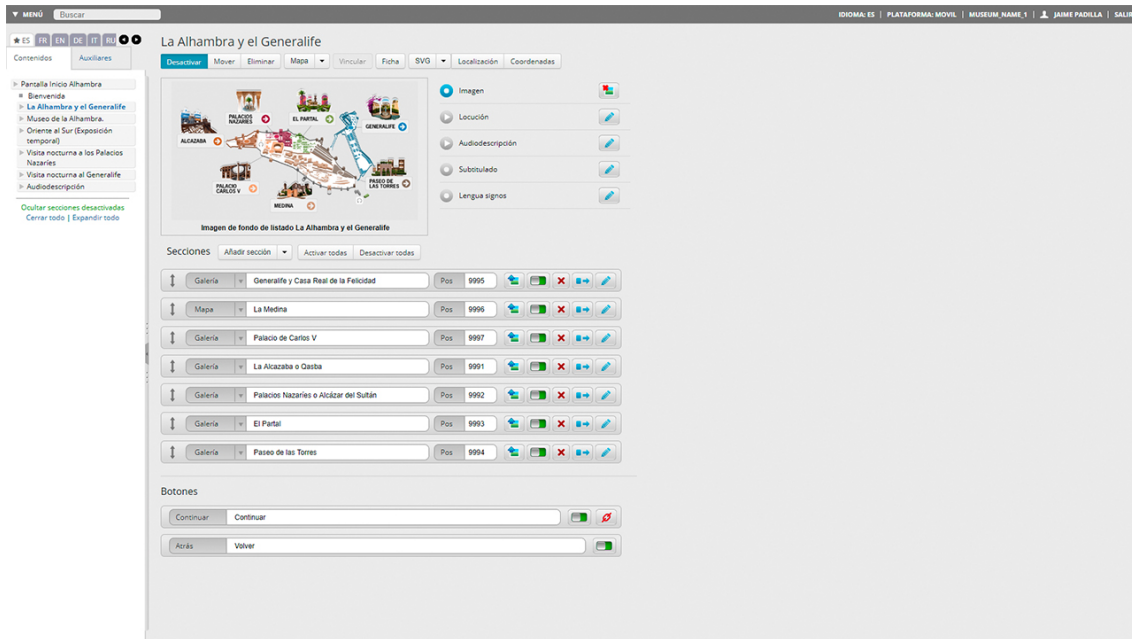 ▼ MENÚ Buscar IDIOMA: ES | PLATAFORMA: MOVIL | MUSEUM_NAME_1 | JAIME PADILLA | SALIR
★ ES FR EN DE IT RU
Contenidos Auxiliares
Pantalla Inicio Alhambra
Bienvenida
La Alhambra y el Generalife
Museo de la Alhambra.
Oriente al Sur (Exposición
temporal)
Visita nocturna a los Palacios
Nazaríes
Visita nocturna al Generalife
Audiodescripción
Ocultar secciones desactivadas
Cerrar todo | Expandir todo
La Alhambra y el Generalife
Desactivar Mover Eliminar Mapa Vincular Ficha SVG Localización Coordenadas
PALACIOS
NAZARÍES
EL PARTAL
GENERALIFE
ALCAZABA
PALACIO
CARLOS V
PASEO DE
LAS TORRES
MEDINA
Imagen de fondo de listado La Alhambra y el Generalife
Imagen
Locución
Audiodescripción
Subtitulado
Lengua signos
Secciones Añadir sección Activar todas Desactivar todas
Galería Generalife y Casa Real de la Felicidad Pos 9995
Mapa La Medina Pos 9996
Galería Palacio de Carlos V Pos 9997
Galería La Alcazaba o Qasba Pos 9991
Galería Palacios Nazaríes o Alcázar del Sultán Pos 9992
Galería El Partal Pos 9993
Galería Paseo de las Torres Pos 9994
Botones
Continuar Continuar
Atrás Volver